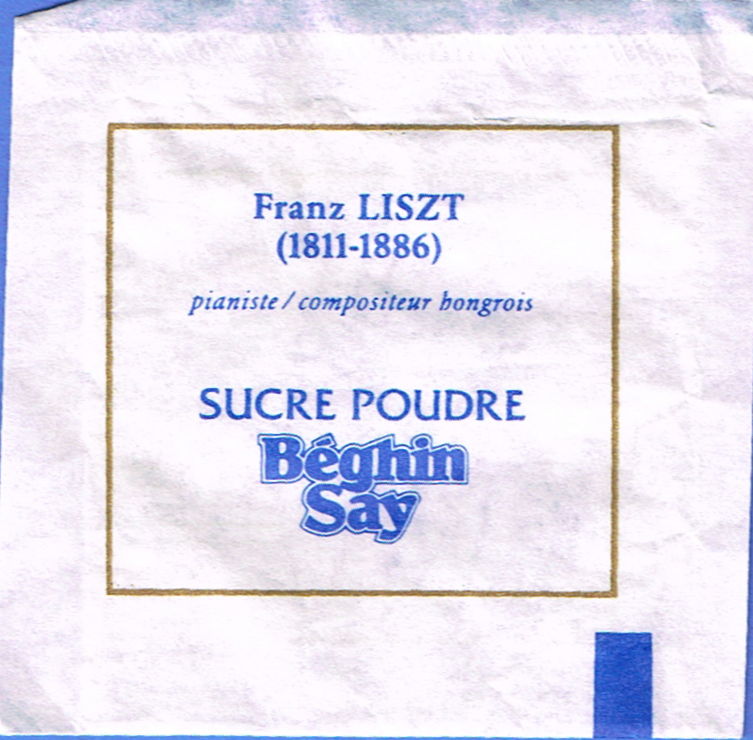 Franz LISZT
(1811-1886)
pianiste / compositeur hongrois
SUCRE POUDRE
Béghin
Say